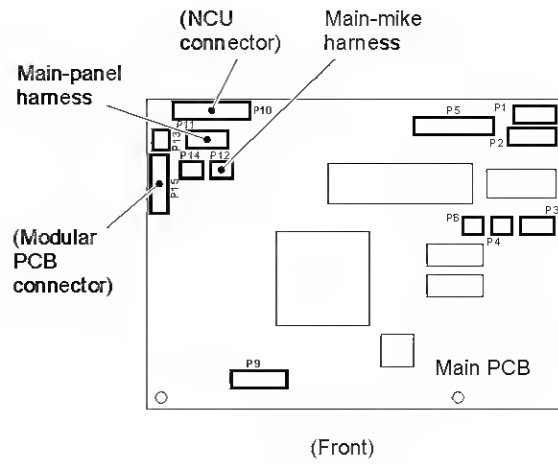 (NCU
connector)
Main-mike
harness
Main-panel
harness
P10
P11
P13
P14
P12
P15
P5
P1
P2
(Modular
PCB
connector)
P6
P4
P3
P9
Main PCB
(Front)